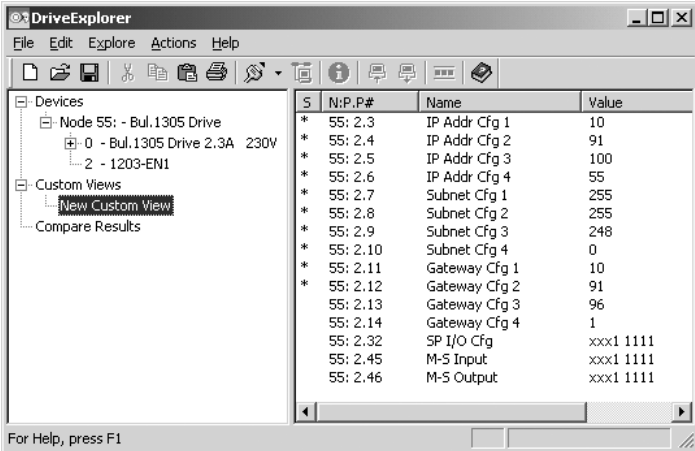 DriveExplorer
File Edit Explore Actions Help
Devices
Node 55: - Bul.1305 Drive
0 - Bul.1305 Drive 2.3A 230V
2 - 1203-EN1
Custom Views
New Custom View
Compare Results
S N:P.P# Name Value
* 55: 2.3 IP Addr Cfg 1 10
* 55: 2.4 IP Addr Cfg 2 91
* 55: 2.5 IP Addr Cfg 3 100
* 55: 2.6 IP Addr Cfg 4 55
* 55: 2.7 Subnet Cfg 1 255
* 55: 2.8 Subnet Cfg 2 255
* 55: 2.9 Subnet Cfg 3 248
* 55: 2.10 Subnet Cfg 4 0
* 55: 2.11 Gateway Cfg 1 10
* 55: 2.12 Gateway Cfg 2 91
55: 2.13 Gateway Cfg 3 96
55: 2.14 Gateway Cfg 4 1
55: 2.32 SP I/O Cfg xxx1 1111
55: 2.45 M-S Input xxx1 1111
55: 2.46 M-S Output xxx1 1111
For Help, press F1